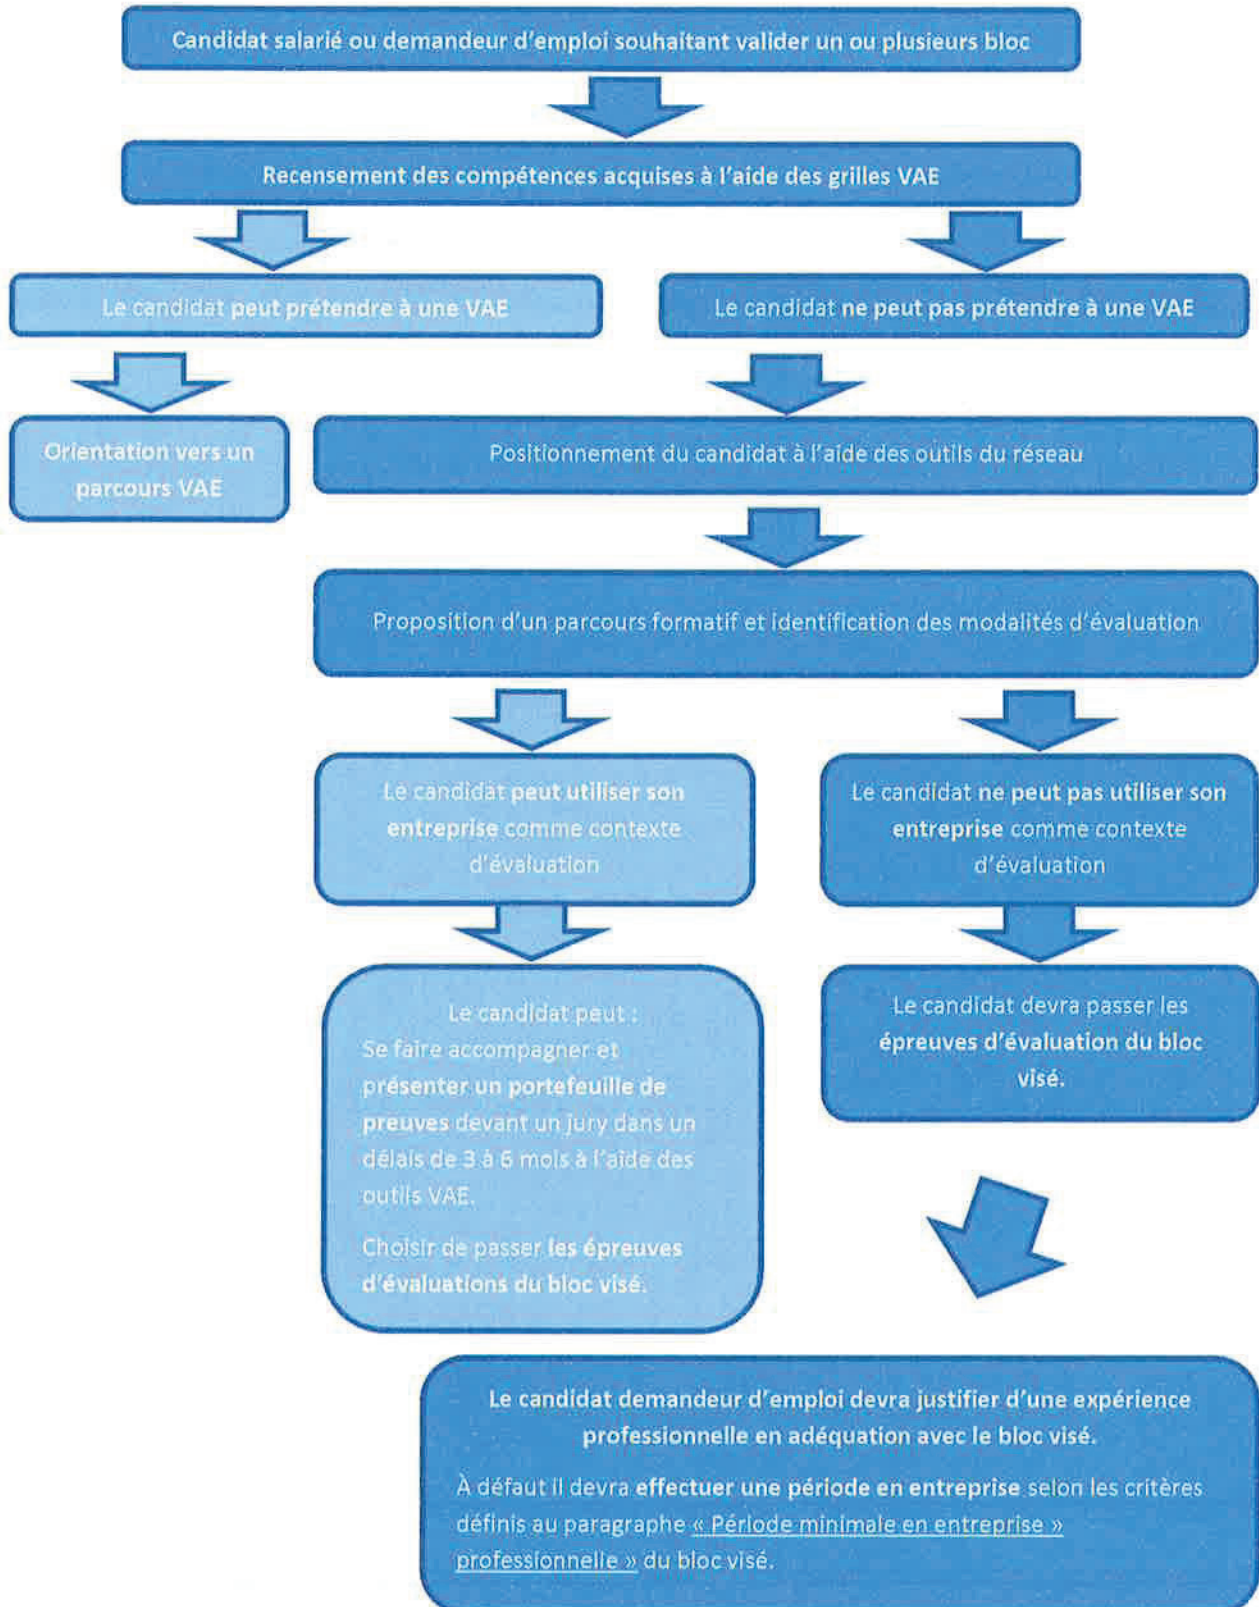 Candidat salarié ou demandeur d'emploi souhaitant valider un ou plusieurs bloc
Recensement des compétences acquises à l'aide des grilles VAE
Le candidat peut prétendre à une VAE
Le candidat ne peut pas prétendre à une VAE
Orientation vers un
parcours VAE
Positionnement du candidat à l'aide des outils du réseau
Proposition d'un parcours formatif et identification des modalités d'évaluation
Le candidat peut utiliser son
entreprise comme contexte
d'évaluation
Le candidat ne peut pas utiliser son
entreprise comme contexte
d'évaluation
Le candidat peut :
Se faire accompagner et
présenter un portefeuille de
preuves devant un jury dans un
délais de 3 à 6 mois à l'aide des
outils VAE.
Choisir de passer les épreuves
d'évaluations du bloc visé.
Le candidat devra passer les
épreuves d'évaluation du bloc
visé.
Le candidat demandeur d'emploi devra justifier d'une expérience
professionnelle en adéquation avec le bloc visé.
À défaut il devra effectuer une période en entreprise selon les critères
définis au paragraphe « Période minimale en entreprise »
professionnelle » du bloc visé.